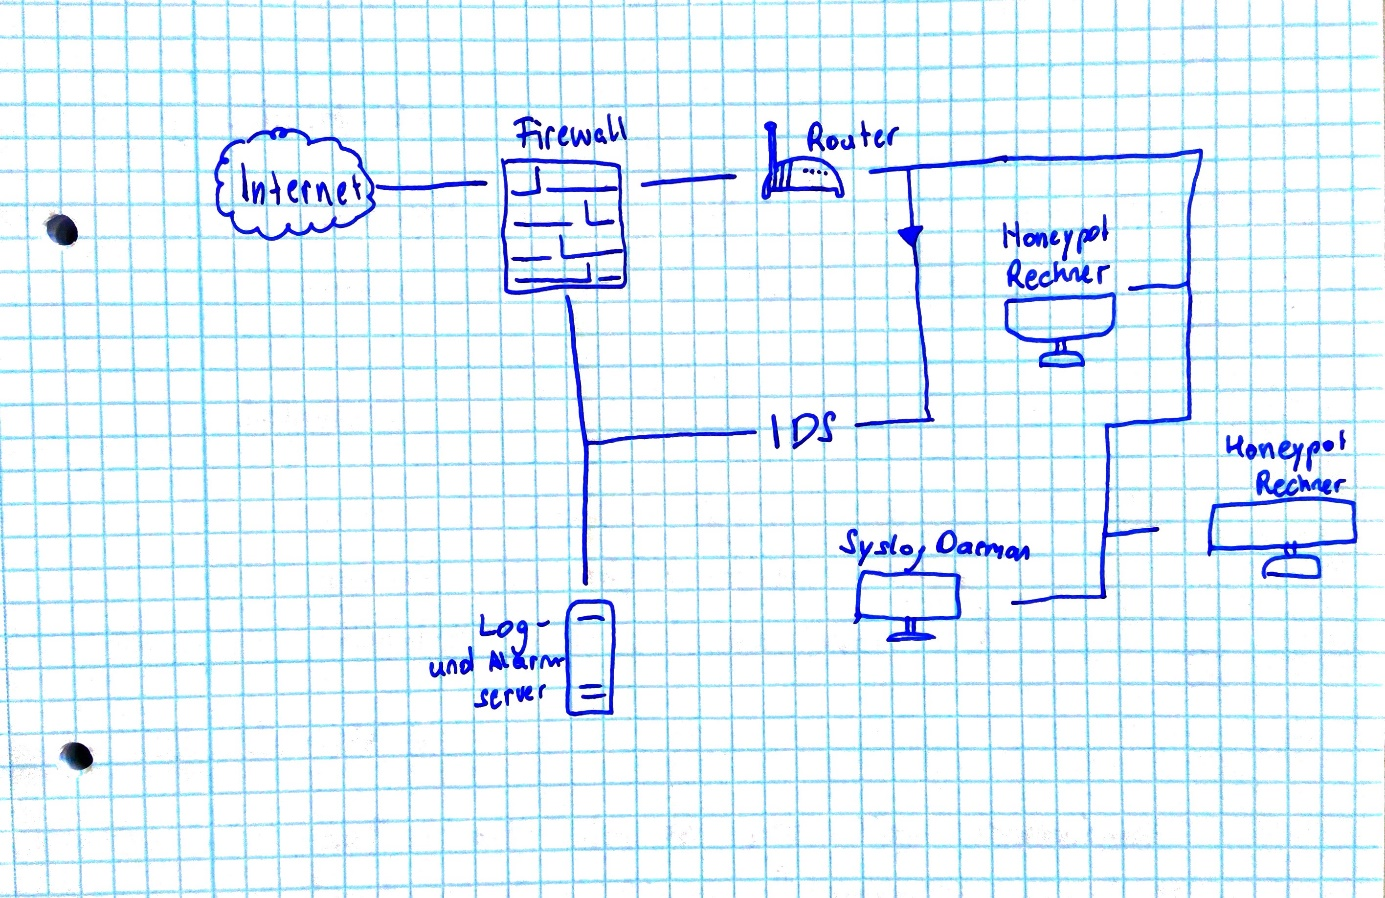 Internet
Firewall
Router
Honeypot
Rechner
IDS
Honeypot
Rechner
Syslog Daemon
Log-
und Alarm
server